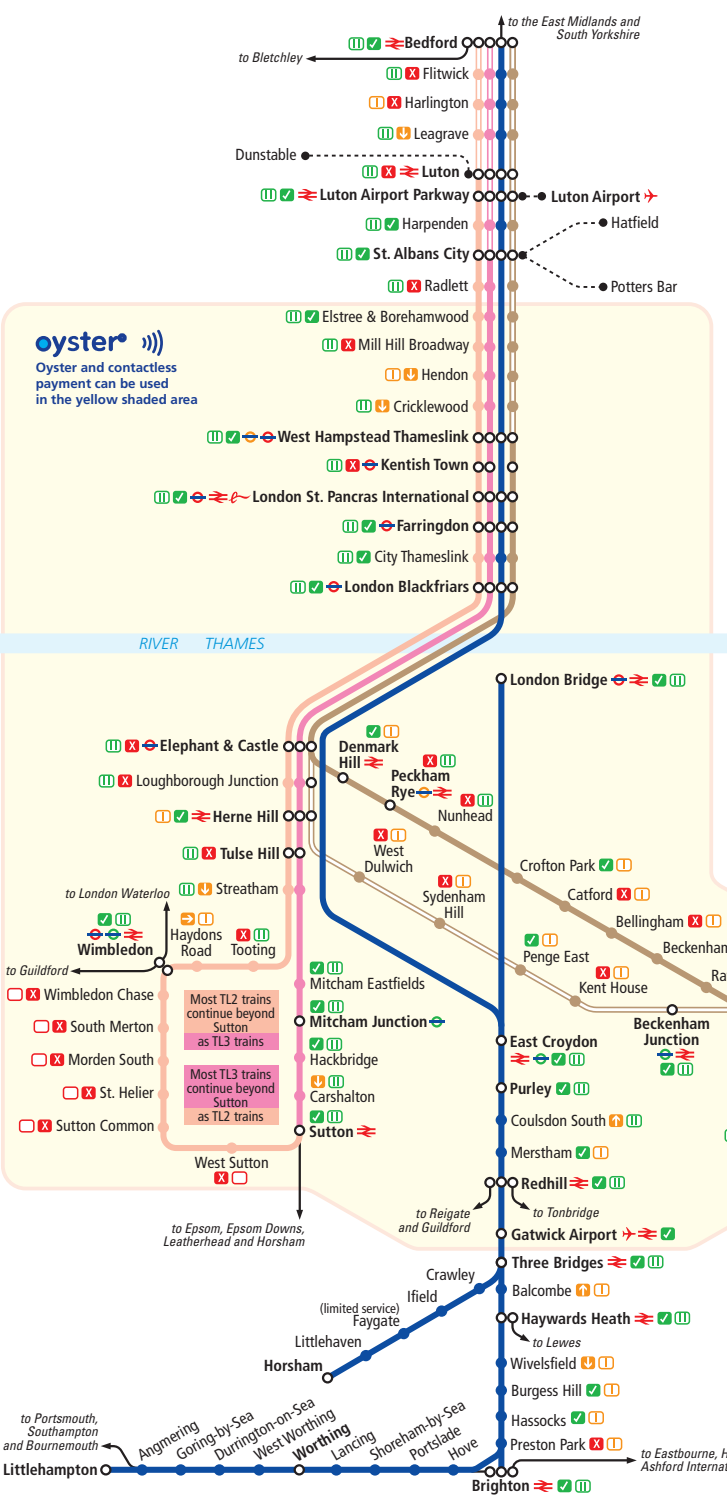 to the East Midlands and
South Yorkshire
Bedford
to Bletchley
Flitwick
Harlington
Leagrave
Dunstable
Luton
Luton Airport Parkway
Luton Airport
Harpenden
Hatfield
St. Albans City
Radlett
Potters Bar
Elstree & Borehamwood
oyster
Oyster and contactless
payment can be used
in the yellow shaded area
Mill Hill Broadway
Hendon
Cricklewood
West Hampstead Thameslink
Kentish Town
London St. Pancras International
Farringdon
City Thameslink
London Blackfriars
RIVER THAMES
London Bridge
Elephant & Castle
Denmark
Hill
Loughborough Junction
Peckham
Rye
Nunhead
Herne Hill
Tulse Hill
West
Dulwich
Crofton Park
Streatham
to London Waterloo
Sydenham
Hill
Catford
Bellingham
Wimbledon
Haydons
Road
Tooting
Beckenham
Penge East
to Guildford
Ra
Mitcham Eastfields
Kent House
Wimbledon Chase
Most TL2 trains
continue beyond
Sutton
as TL3 trains
Mitcham Junction
Beckenham
Junction
South Merton
East Croydon
Morden South
Hackbridge
Most TL3 trains
continue beyond
Sutton
as TL2 trains
Purley
St. Helier
Carshalton
Coulsdon South
Sutton Common
Sutton
Merstham
West Sutton
Redhill
to Reigate
and Guildford
to Tonbridge
to Epsom, Epsom Downs,
Leatherhead and Horsham
Gatwick Airport
Three Bridges
Crawley
Balcombe
Ifield
(limited service)
Faygate
Haywards Heath
Littlehaven
to Lewes
Horsham
Wivelsfield
Burgess Hill
Hassocks
to Portsmouth,
Southampton
and Bournemouth
Preston Park
Littlehampton
Angmering
Goring-by-Sea
Durrington-on-Sea
West Worthing
Worthing
Lancing
Shoreham-by-Sea
Portslade
Hove
Brighton
to Eastbourne, H
Ashford Internat